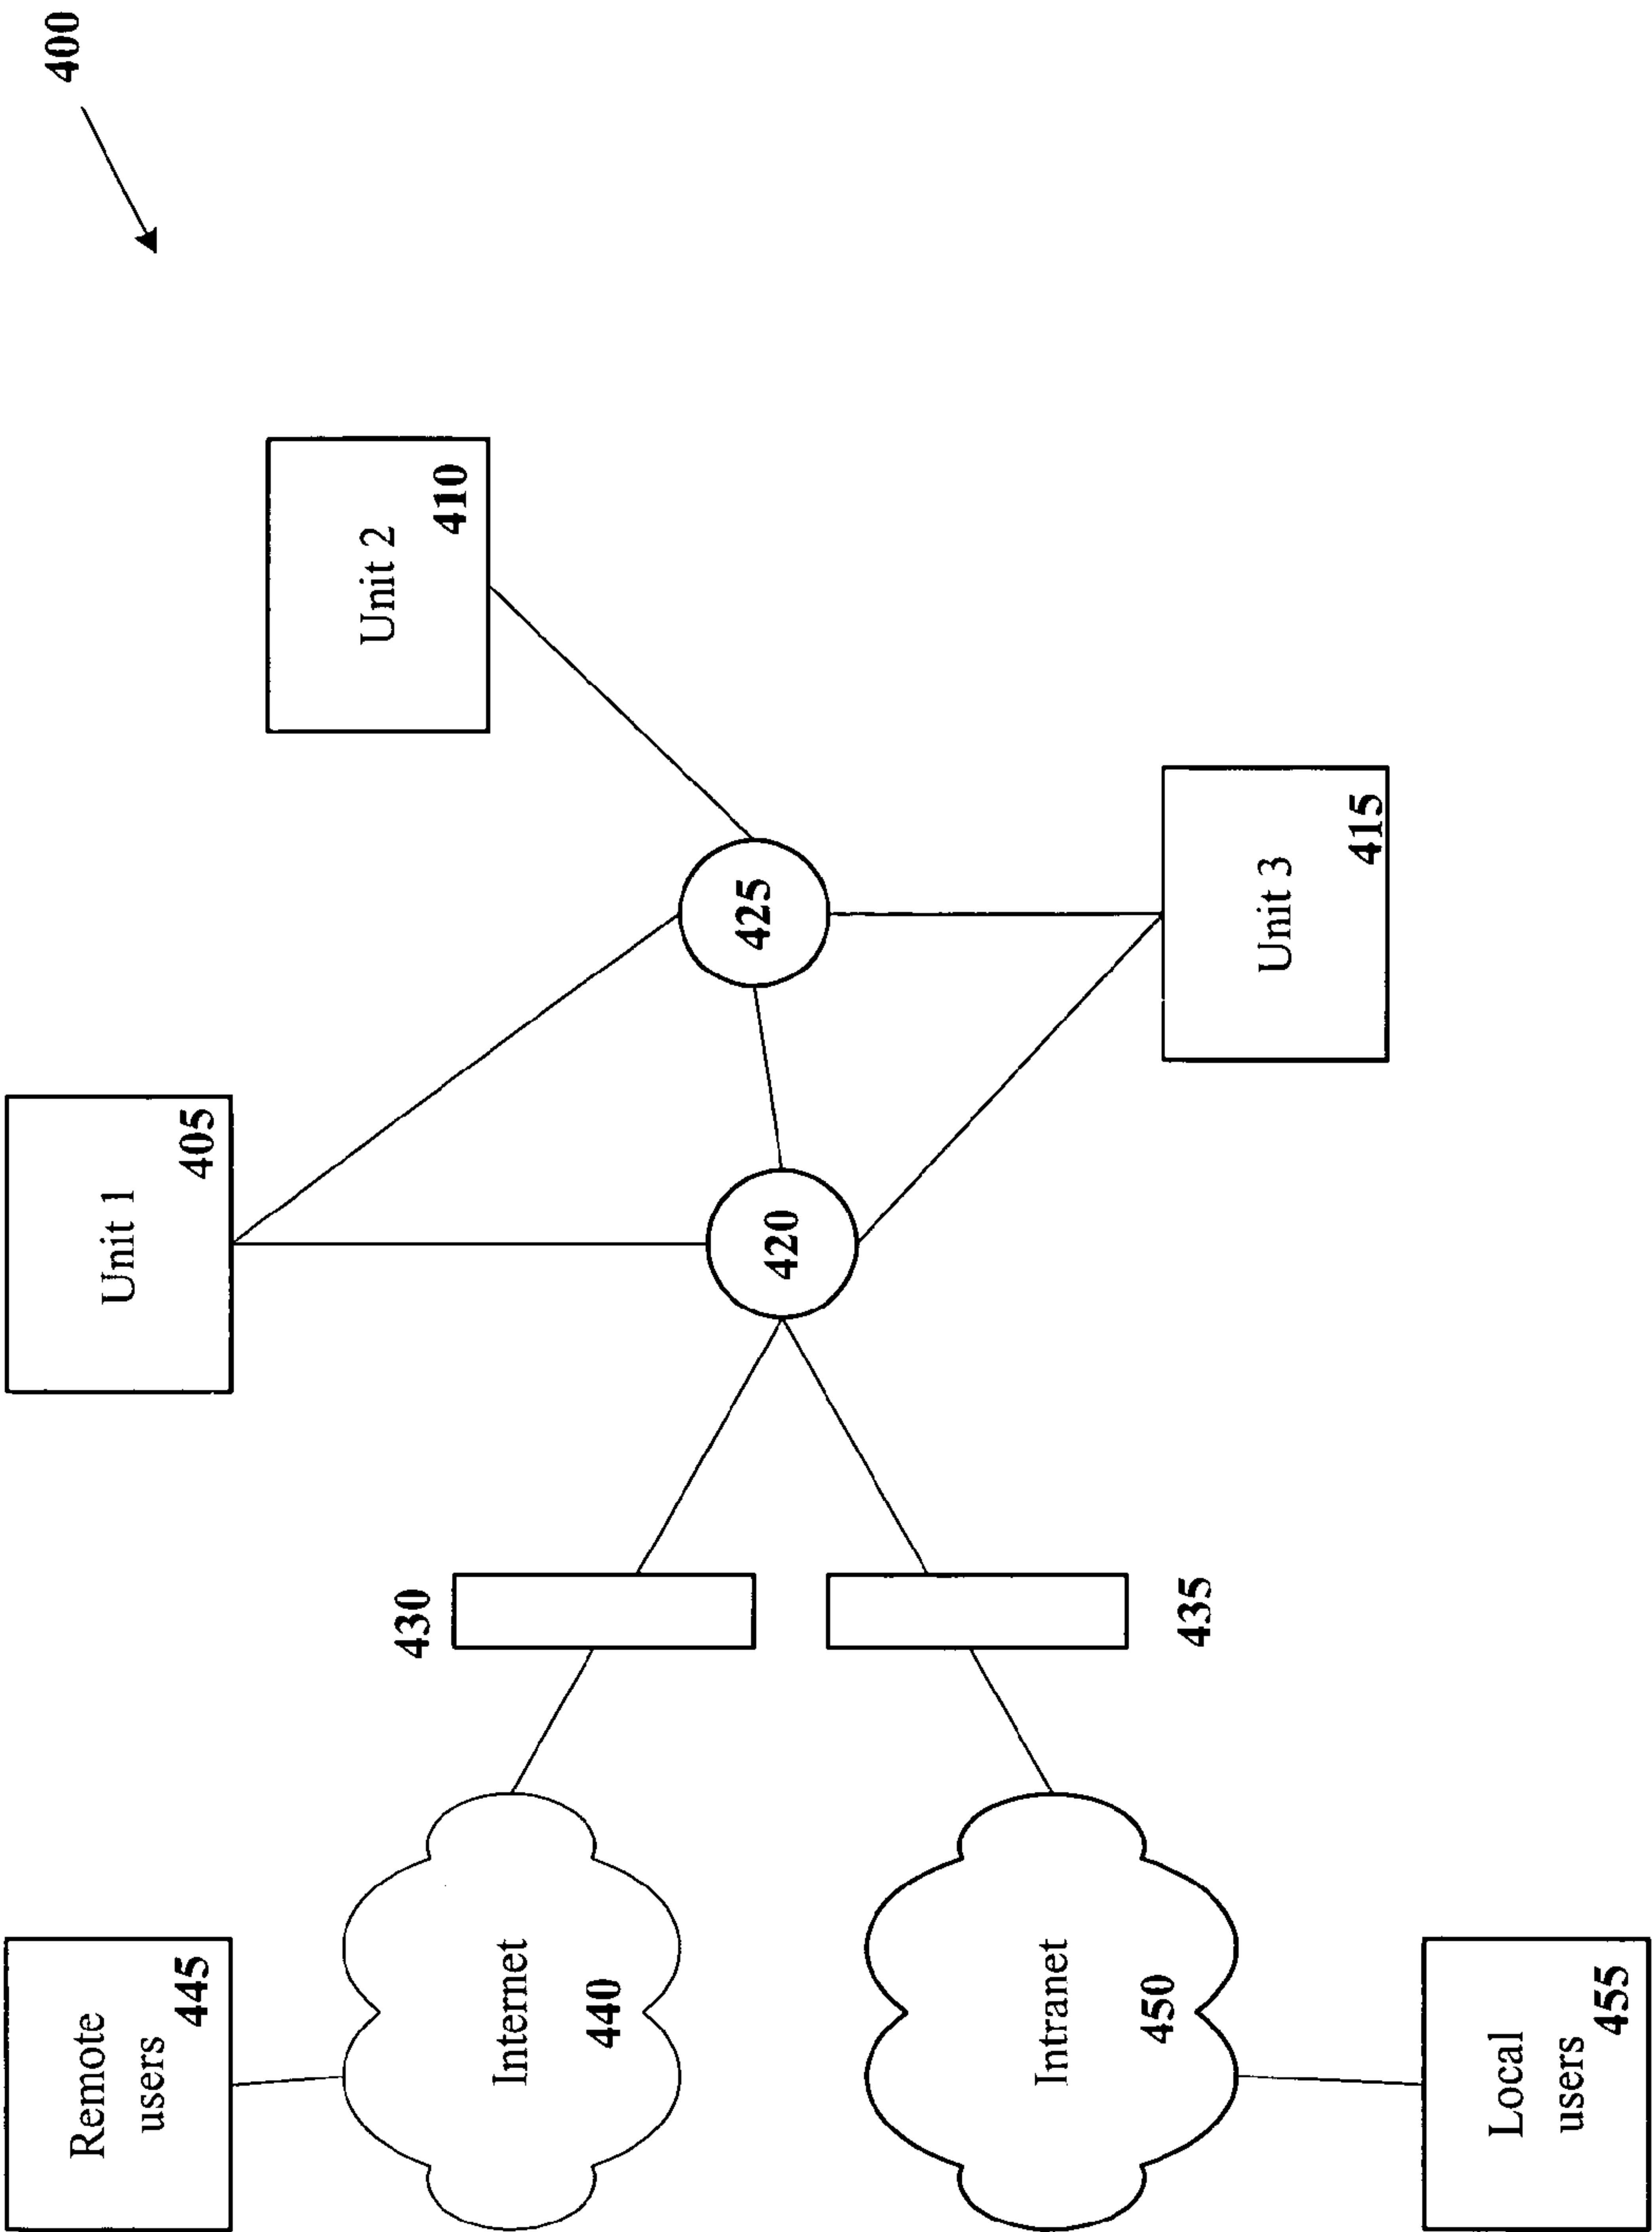 400
Unit 1
405
Unit 2
410
Remote
users
445
430
Internet
440
420
425
435
Intranet
450
Unit 3
415
Local
users
455